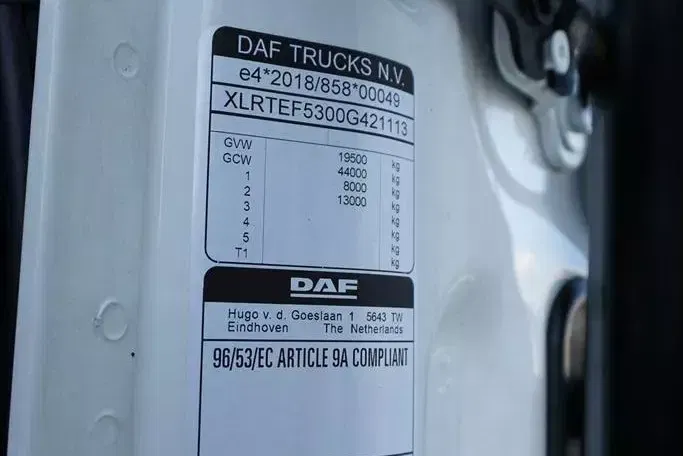 DAF TRUCKS N.V.
e4*2018/858*00049
XLRTEF5300G421113
GVW 19500 kg
GCW 44000 kg
1 8000 kg
2 13000 kg
3 kg
4 kg
5 kg
T1 kg
DAF
Hugo v. d. Goeslaan 1 5643 TW
Eindhoven The Netherlands
96/53/EC ARTICLE 9A COMPLIANT